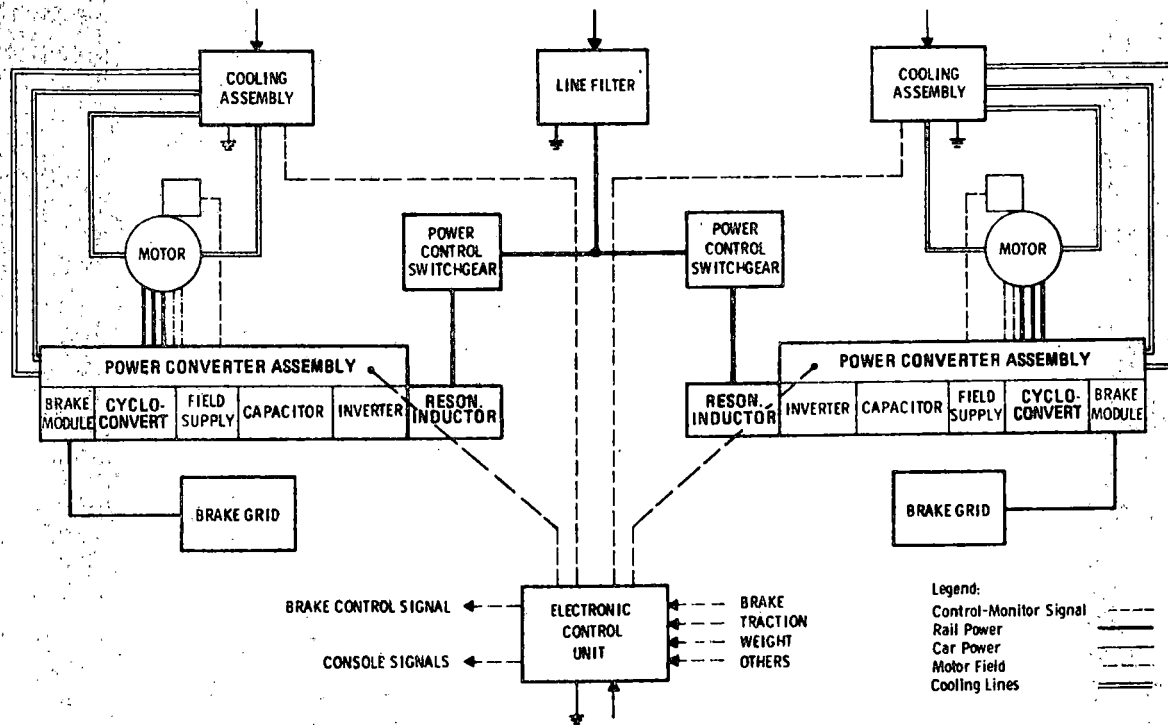 COOLING
ASSEMBLY
LINE FILTER
COOLING
ASSEMBLY
MOTOR
POWER
CONTROL
SWITCHGEAR
POWER
CONTROL
SWITCHGEAR
MOTOR
POWER CONVERTER ASSEMBLY
BRAKE
MODULE
CYCLO-
CONVERT
FIELD
SUPPLY
CAPACITOR
INVERTER
RESON.
INDUCTOR
POWER CONVERTER ASSEMBLY
RESON.
INDUCTOR
INVERTER
CAPACITOR
FIELD
SUPPLY
CYCLO-
CONVERT
BRAKE
MODULE
BRAKE GRID
BRAKE GRID
BRAKE CONTROL SIGNAL
CONSOLE SIGNALS
ELECTRONIC
CONTROL
UNIT
BRAKE
TRACTION
WEIGHT
OTHERS
Legend:
Control-Monitor Signal
Rail Power
Car Power
Motor Field
Cooling Lines